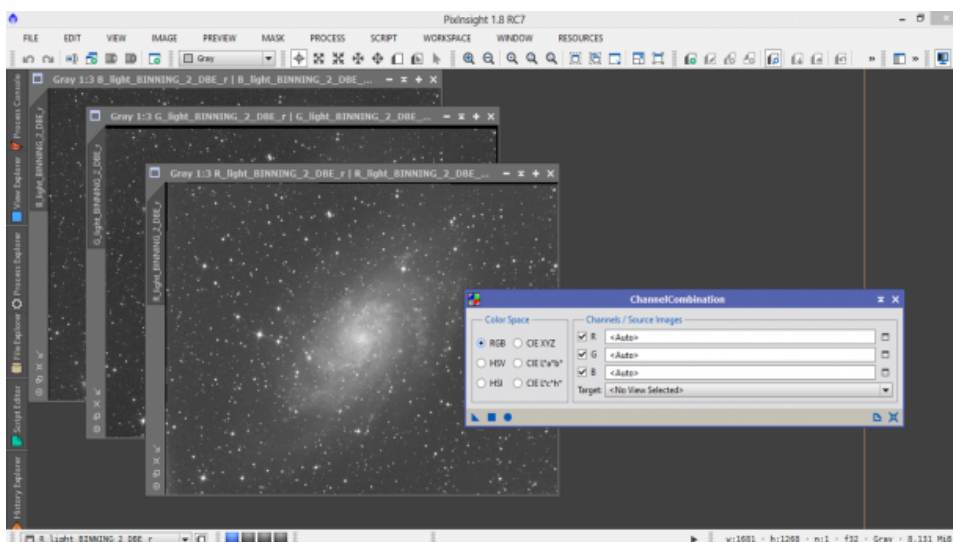 PixInsight 1.8 RC7
FILE EDIT VIEW IMAGE PREVIEW MASK PROCESS SCRIPT WORKSPACE WINDOW RESOURCES
Gray
Gray 1:3 B_light_BINNING_2_DBE_r | B_light_BINNING_2_DBE_...
Gray 1:3 G_light_BINNING_2_DBE_r | G_light_BINNING_2_DBE_...
Gray 1:3 R_light_BINNING_2_DBE_r | R_light_BINNING_2_DBE_...
B_light_BINNING_2_DBE_r
G_light_BINNING_2_DBE_r
R_light_BINNING_2_DBE_r
Process Console
View Explorer
Process Explorer
File Explorer
Script Editor
History Explorer
ChannelCombination
Color Space
Channels / Source Images
RGB CIE XYZ
HSV CIE L*a*b*
HSI CIE L*c*h*
R <Auto>
G <Auto>
B <Auto>
Target: <No View Selected>
R_light_BINNING_2_DBE_r
w:1681 · h:1268 · n:1 · f32 · Gray · 8.131 MiB